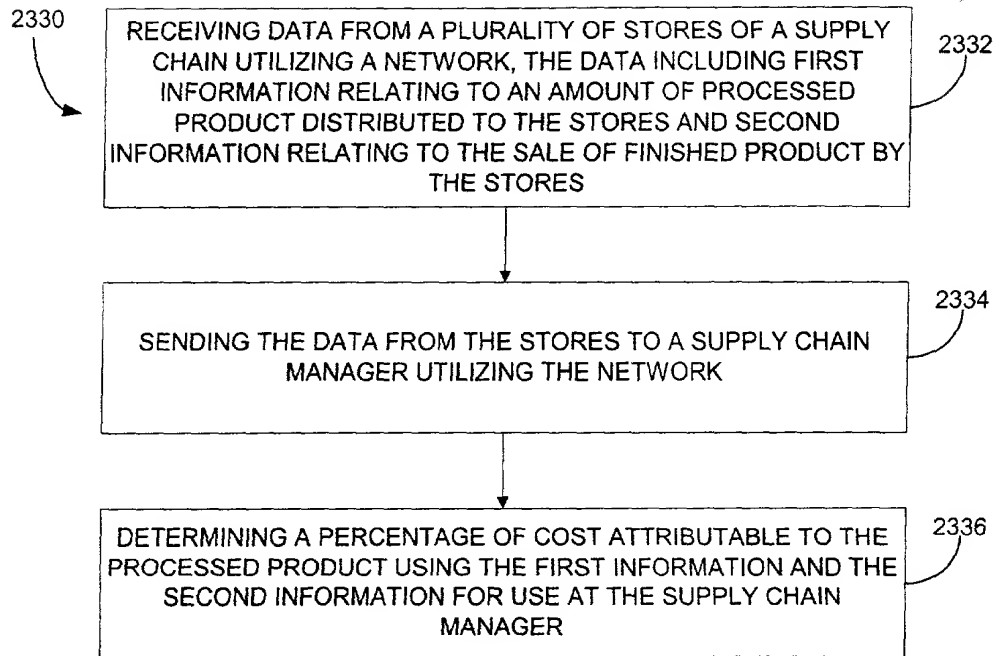 2330
RECEIVING DATA FROM A PLURALITY OF STORES OF A SUPPLY
CHAIN UTILIZING A NETWORK, THE DATA INCLUDING FIRST
INFORMATION RELATING TO AN AMOUNT OF PROCESSED
PRODUCT DISTRIBUTED TO THE STORES AND SECOND
INFORMATION RELATING TO THE SALE OF FINISHED PRODUCT BY
THE STORES
2332
SENDING THE DATA FROM THE STORES TO A SUPPLY CHAIN
MANAGER UTILIZING THE NETWORK
2334
DETERMINING A PERCENTAGE OF COST ATTRIBUTABLE TO THE
PROCESSED PRODUCT USING THE FIRST INFORMATION AND THE
SECOND INFORMATION FOR USE AT THE SUPPLY CHAIN
MANAGER
2336